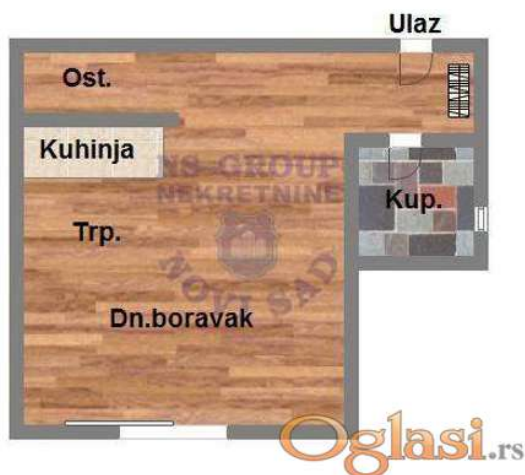 Ulaz
Ost.
Kuhinja
NS-GROUP
NEKRETNINE
Kup.
Trp.
NOVI SAD
Dn.boravak
Oglasi.rs